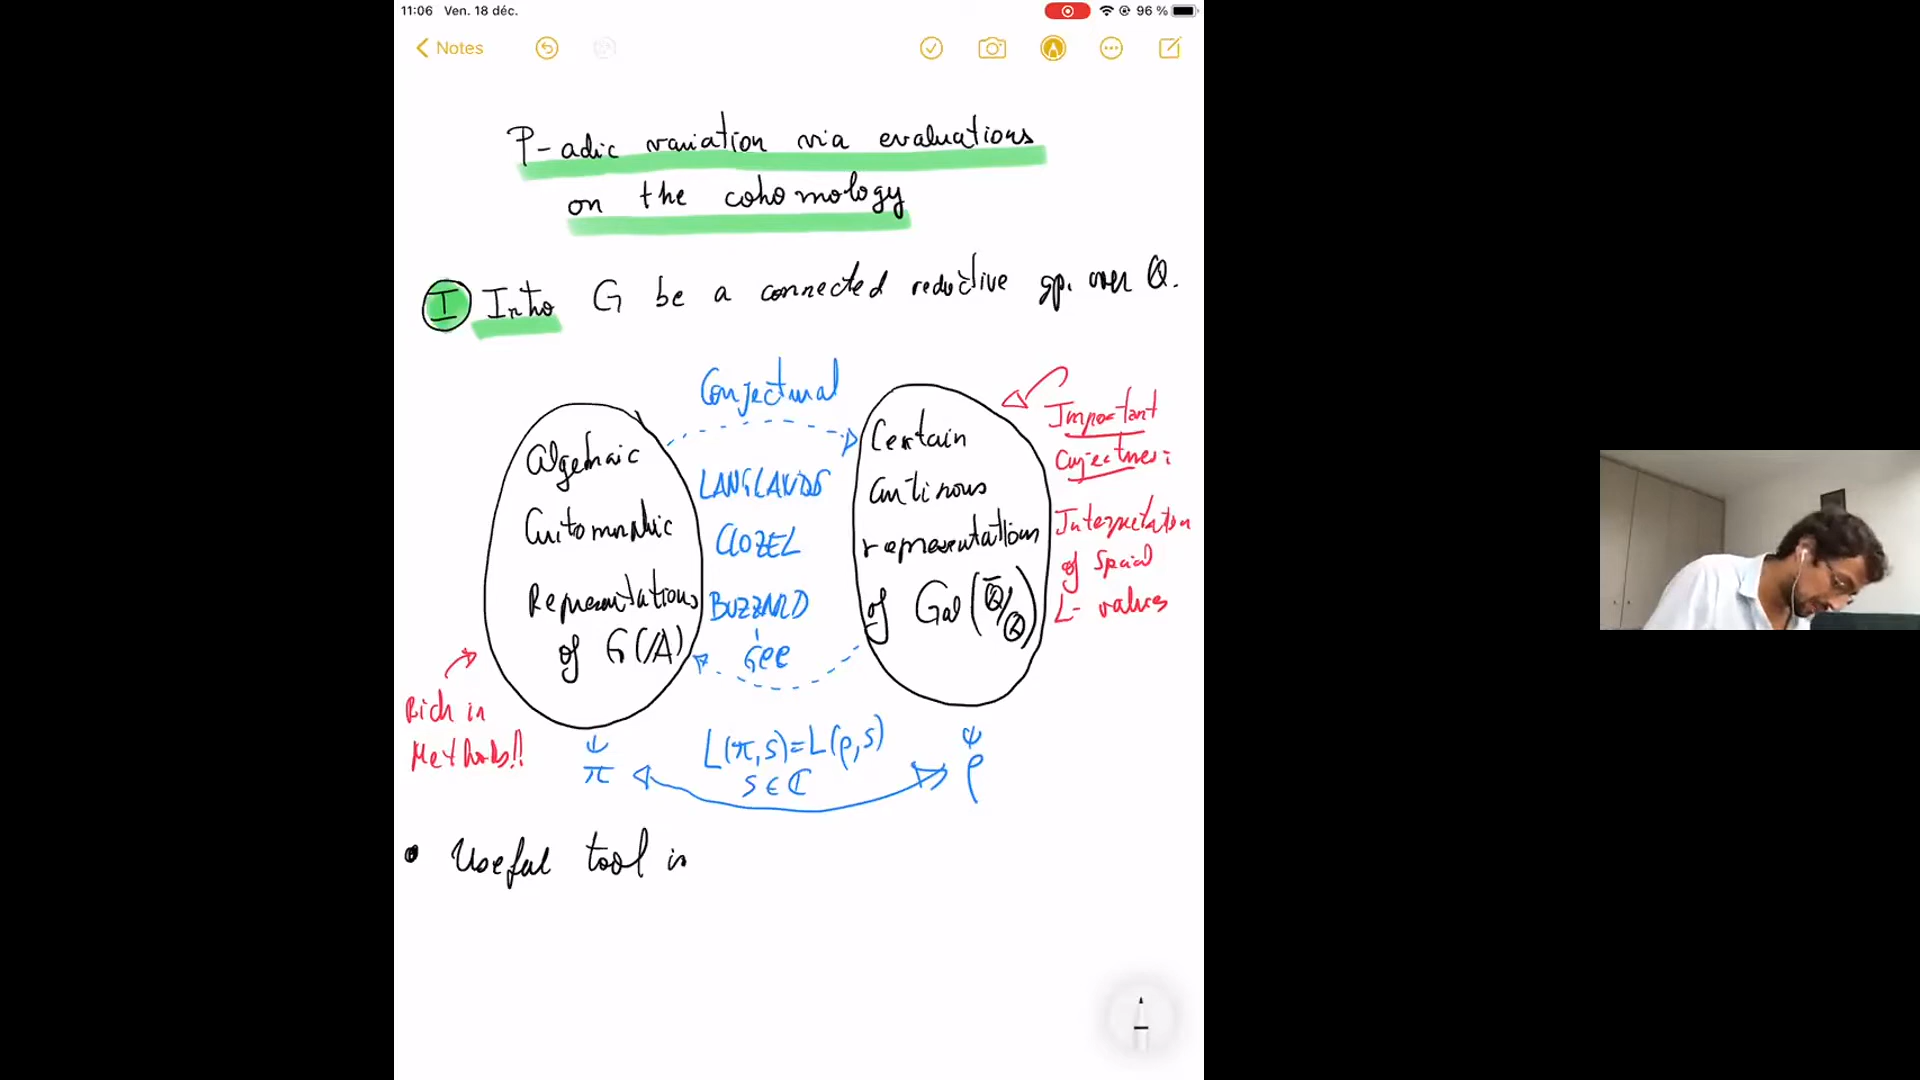 11:06 Ven. 18 déc.
96 %
Notes
P-adic variation via evaluations
on the cohomology
I Intro G be a connected reductive gp. over Q.
Conjectural
Algebraic
Automorphic
Representations
of G(A)
LANGLANDS
CLOZEL
BUZZARD
GEE
Certain
continous
representations
of Gal(Q̄/Q)
Important
Conjectures:
Interpretation
of Special
L-values
Rich in
Methods!!
ψ
π
L(π,s)=L(ρ,s)
s∈ℂ
ψ
ρ
• Useful tool is